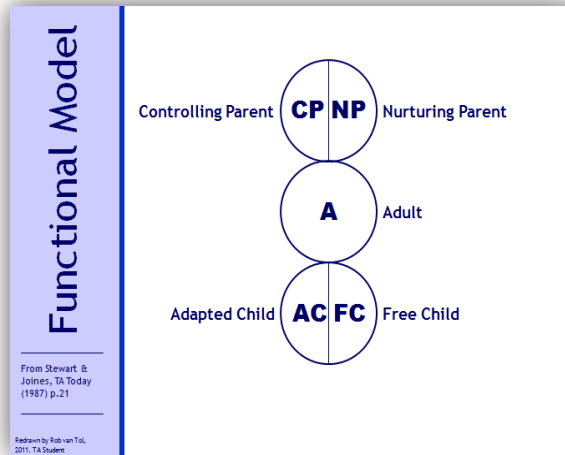 Functional Model
From Stewart &
Joines, TA Today
(1987) p.21
Redrawn by Rob van Tol,
2011, TA Student
Controlling Parent
CP NP
Nurturing Parent
A
Adult
Adapted Child
AC FC
Free Child